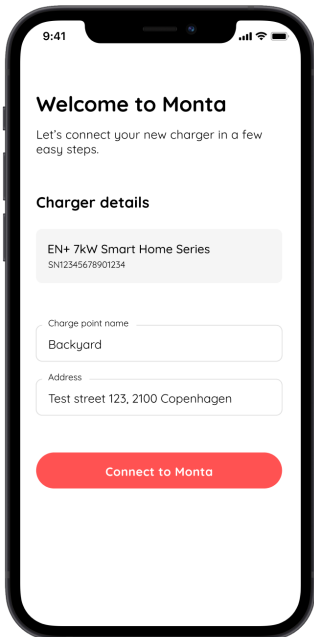 9:41
Welcome to Monta
Let's connect your new charger in a few
easy steps.
Charger details
EN+ 7kW Smart Home Series
SN12345678901234
Charge point name
Backyard
Address
Test street 123, 2100 Copenhagen
Connect to Monta